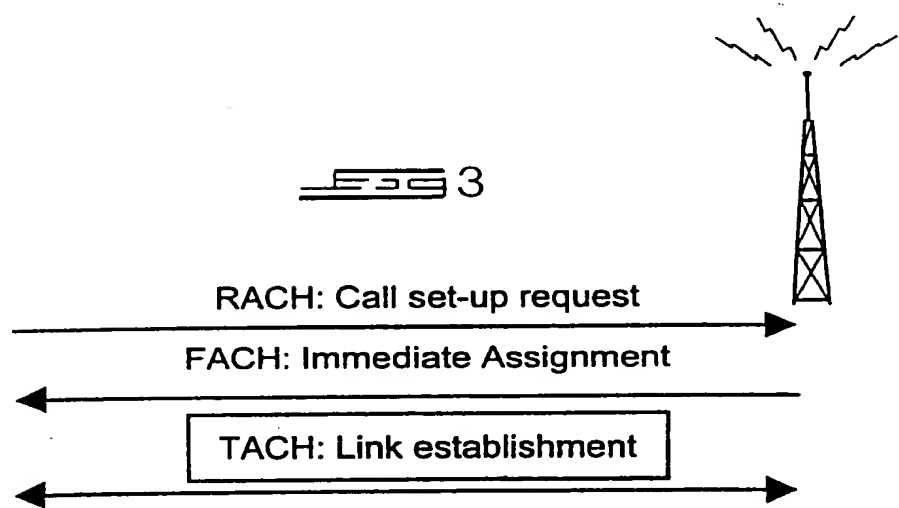 3
RACH: Call set-up request
FACH: Immediate Assignment
TACH: Link establishment